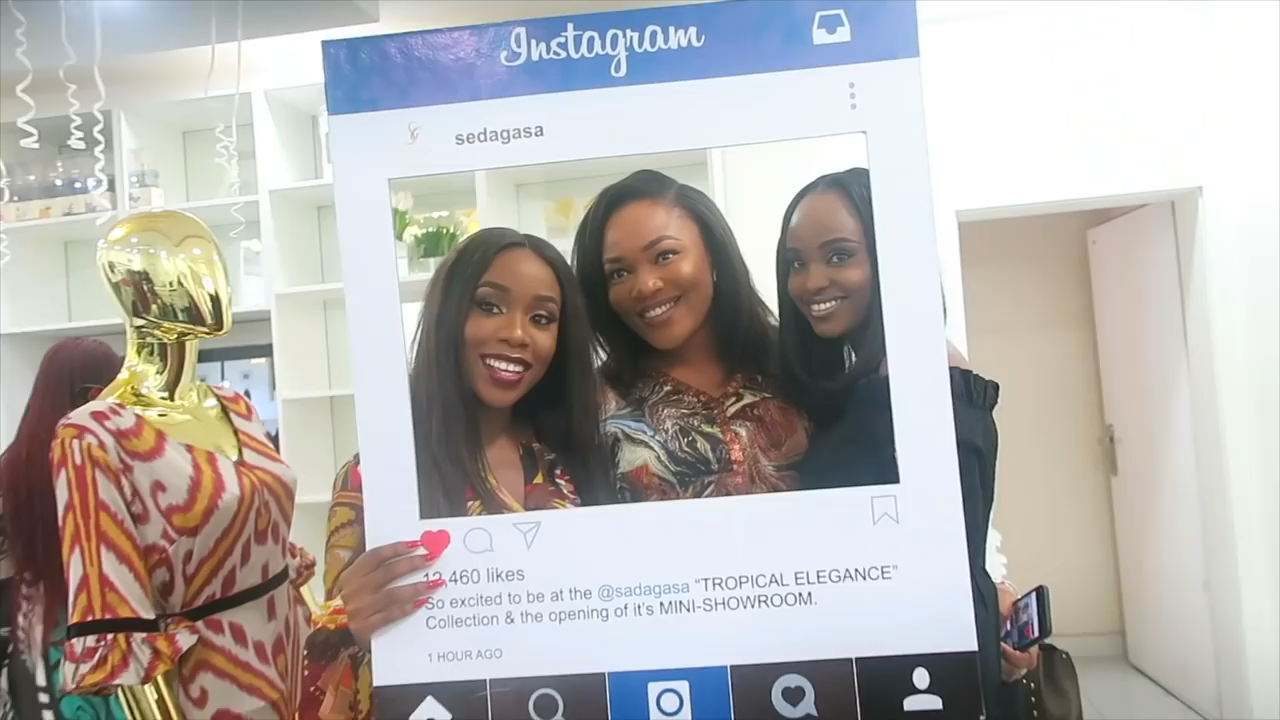 Instagram
sedagasa
12,460 likes
So excited to be at the @sadagasa “TROPICAL ELEGANCE”
Collection & the opening of it's MINI-SHOWROOM.
1 HOUR AGO